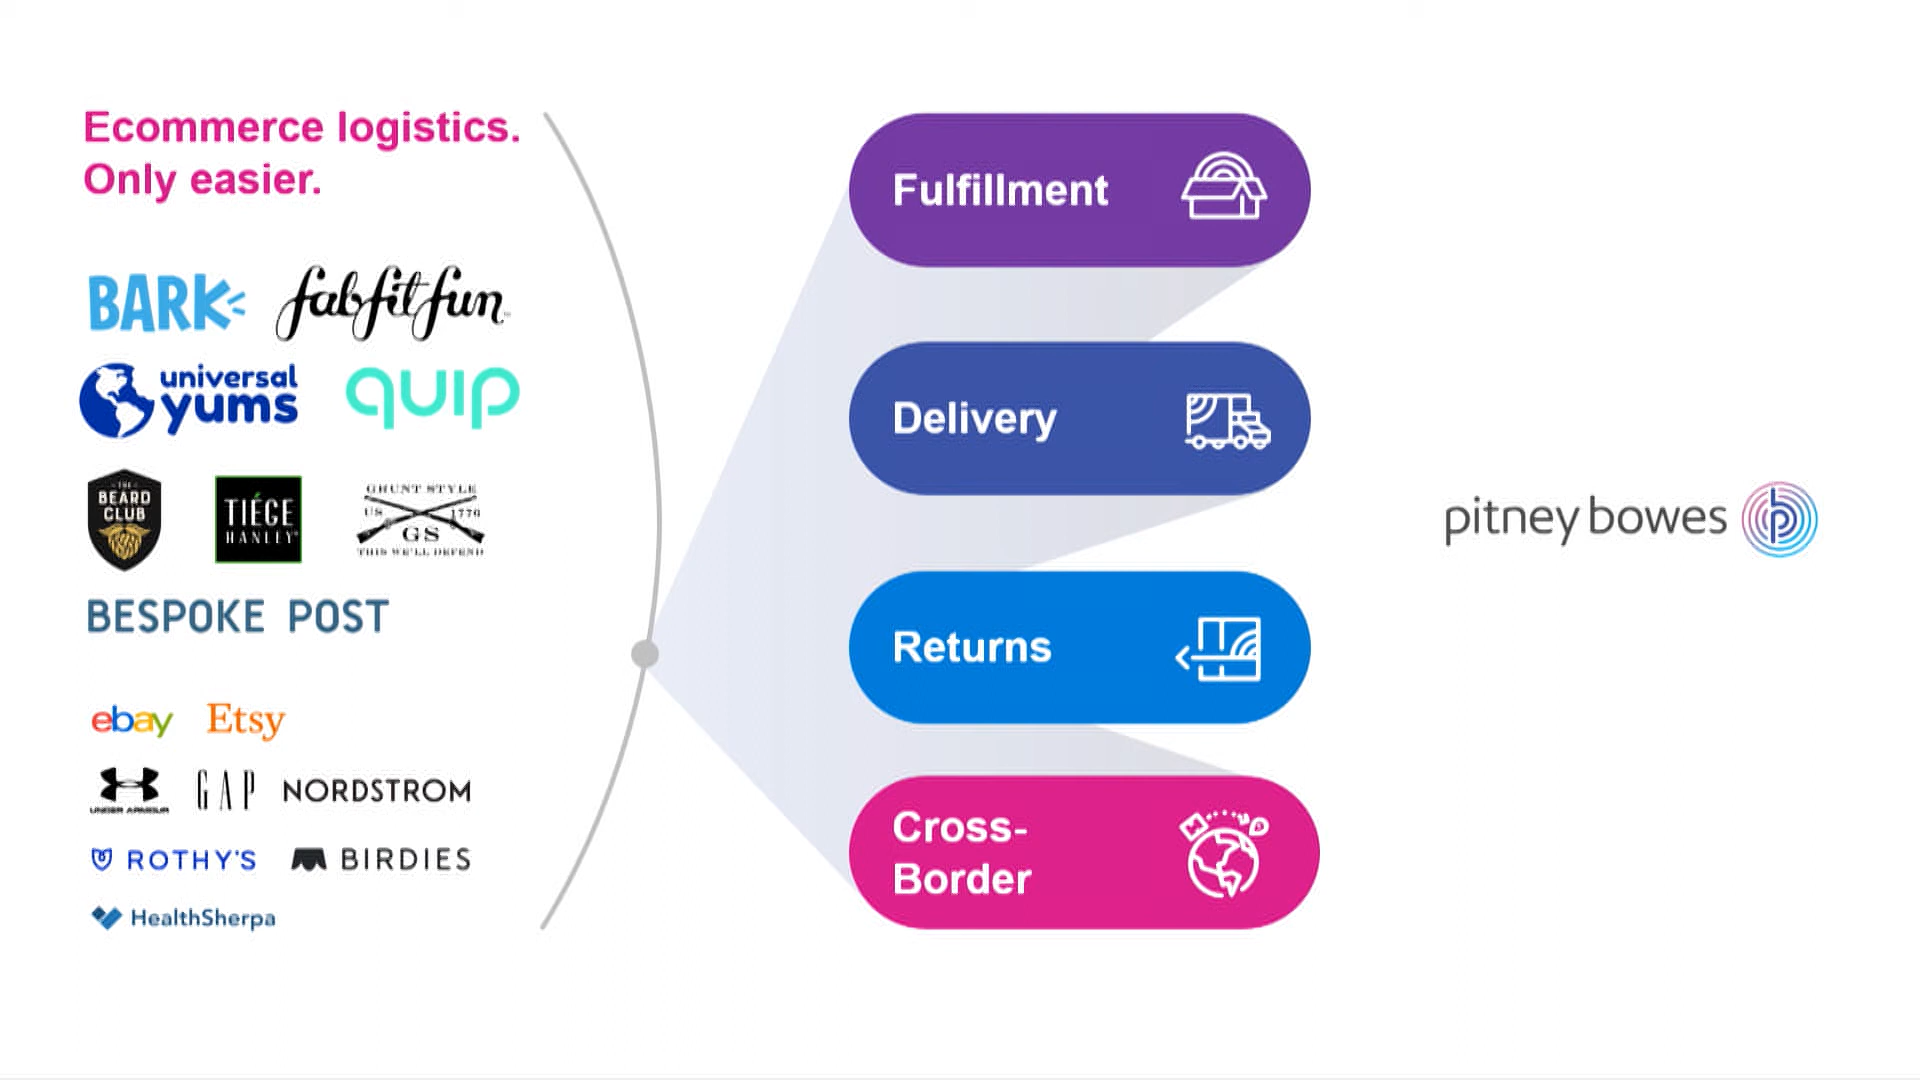 Ecommerce logistics.
Only easier.
BARK
fabfitfun
universal
yums
quip
THE
BEARD
CLUB
TIÉGE
HANLEY
GRUNT STYLE
US 1776
GS
THIS WE'LL DEFEND
BESPOKE POST
ebay Etsy
UNDER ARMOUR
GAP NORDSTROM
ROTHY'S BIRDIES
HealthSherpa
Fulfillment
Delivery
Returns
Cross-
Border
pitney bowes